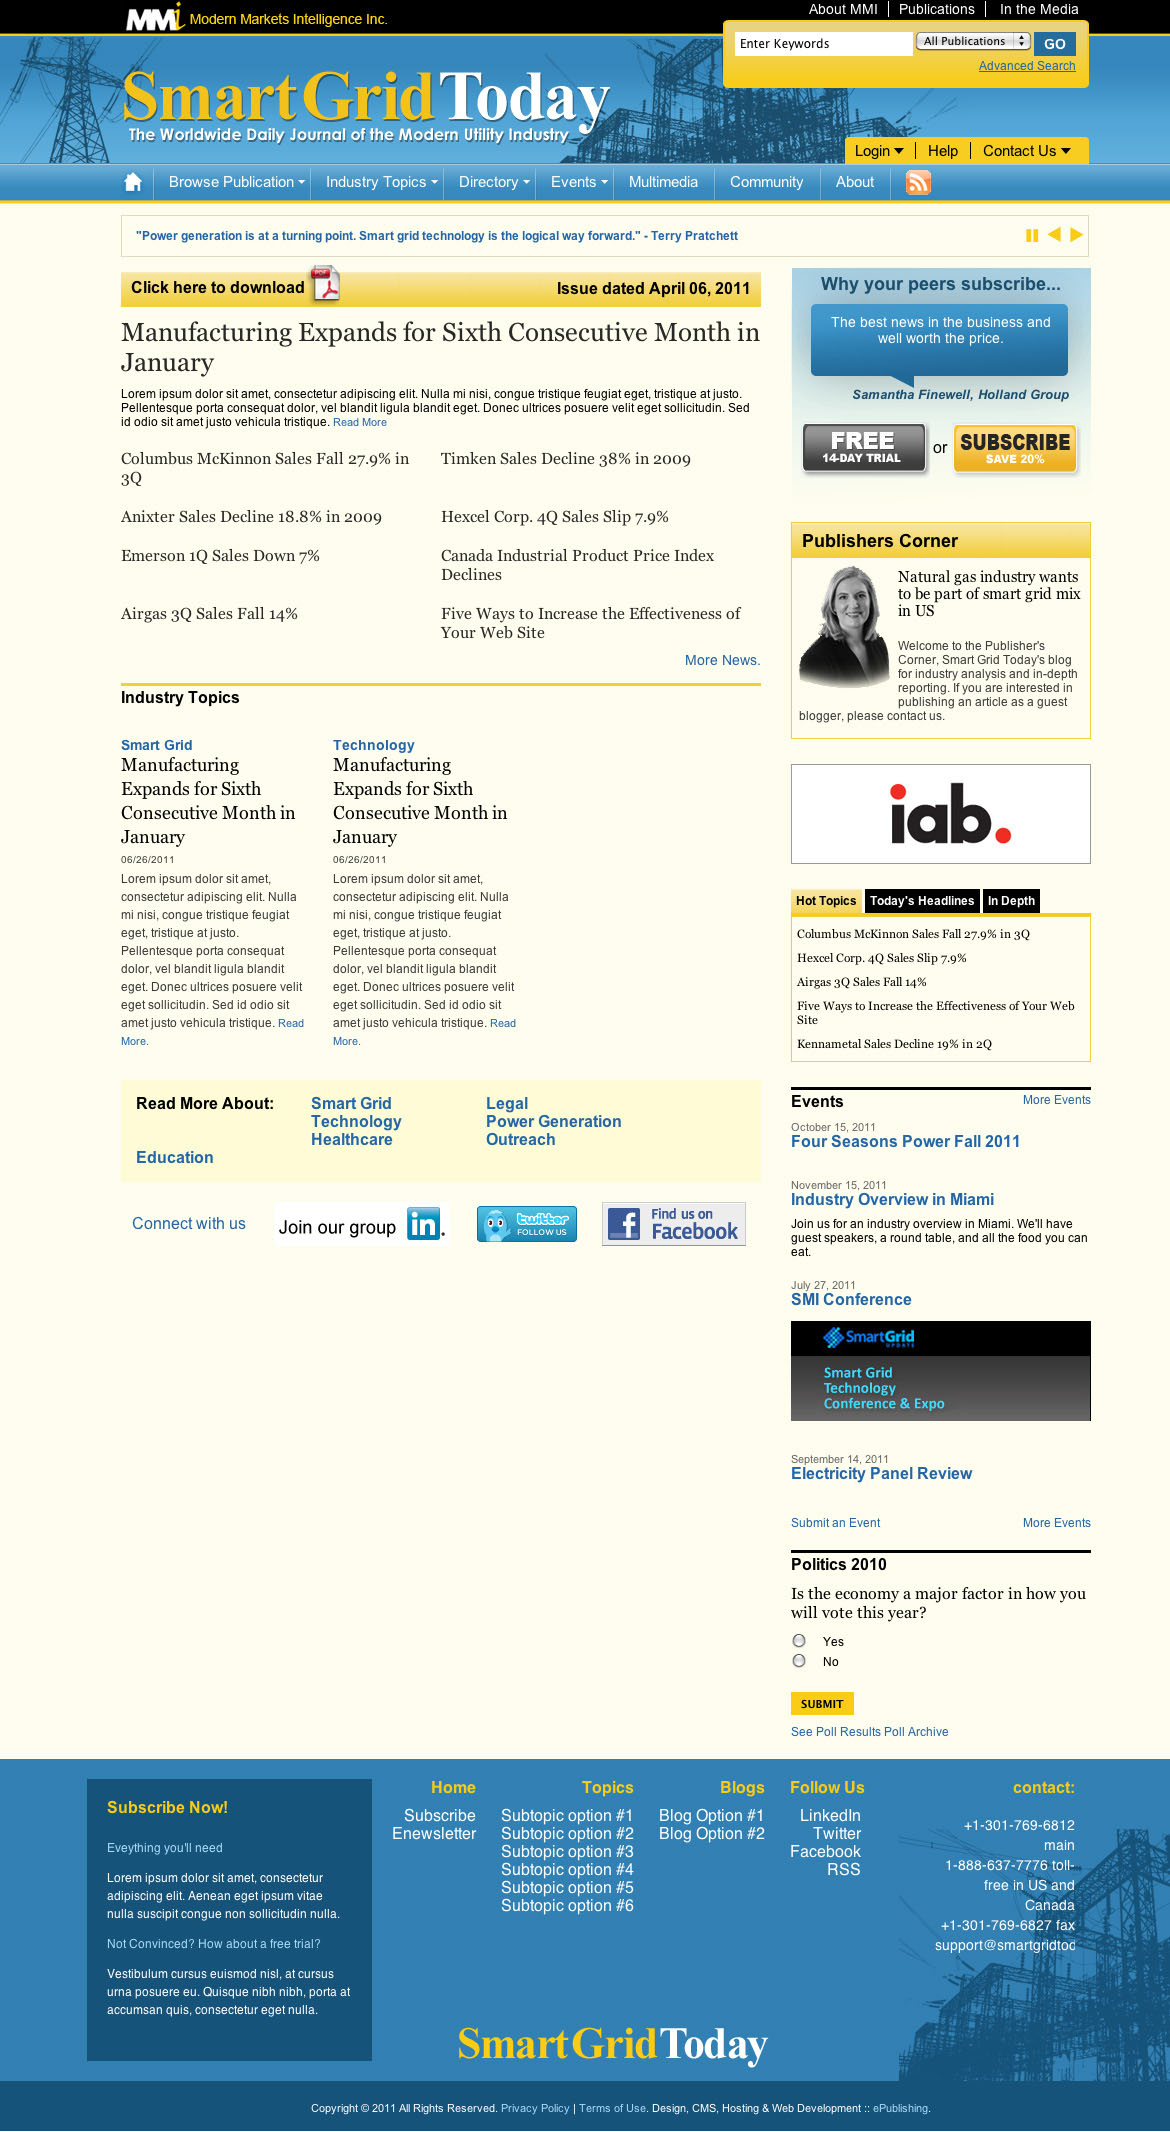 MMi Modern Markets Intelligence Inc.
About MMI | Publications | In the Media
Enter Keywords
All Publications
GO
Advanced Search
SmartGridToday
The Worldwide Daily Journal of the Modern Utility Industry
Login | Help | Contact Us
Browse Publication Industry Topics Directory Events Multimedia Community About
"Power generation is at a turning point. Smart grid technology is the logical way forward." - Terry Pratchett
Click here to download
PDF
Issue dated April 06, 2011
Manufacturing Expands for Sixth Consecutive Month in
January
Lorem ipsum dolor sit amet, consectetur adipiscing elit. Nulla mi nisi, congue tristique feugiat eget, tristique at justo.
Pellentesque porta consequat dolor, vel blandit ligula blandit eget. Donec ultrices posuere velit eget sollicitudin. Sed
id odio sit amet justo vehicula tristique. Read More
Columbus McKinnon Sales Fall 27.9% in
3Q
Timken Sales Decline 38% in 2009
Anixter Sales Decline 18.8% in 2009
Hexcel Corp. 4Q Sales Slip 7.9%
Emerson 1Q Sales Down 7%
Canada Industrial Product Price Index
Declines
Airgas 3Q Sales Fall 14%
Five Ways to Increase the Effectiveness of
Your Web Site
More News.
Industry Topics
Smart Grid
Manufacturing
Expands for Sixth
Consecutive Month in
January
06/26/2011
Lorem ipsum dolor sit amet,
consectetur adipiscing elit. Nulla
mi nisi, congue tristique feugiat
eget, tristique at justo.
Pellentesque porta consequat
dolor, vel blandit ligula blandit
eget. Donec ultrices posuere velit
eget sollicitudin. Sed id odio sit
amet justo vehicula tristique. Read
More.
Technology
Manufacturing
Expands for Sixth
Consecutive Month in
January
06/26/2011
Lorem ipsum dolor sit amet,
consectetur adipiscing elit. Nulla
mi nisi, congue tristique feugiat
eget, tristique at justo.
Pellentesque porta consequat
dolor, vel blandit ligula blandit
eget. Donec ultrices posuere velit
eget sollicitudin. Sed id odio sit
amet justo vehicula tristique. Read
More.
Read More About:
Smart Grid
Technology
Healthcare
Legal
Power Generation
Outreach
Education
Connect with us
Join our group in.
twitter
FOLLOW US
Find us on
Facebook
Why your peers subscribe...
The best news in the business and
well worth the price.
Samantha Finewell, Holland Group
FREE
14-DAY TRIAL
or
SUBSCRIBE
SAVE 20%
Publishers Corner
Natural gas industry wants
to be part of smart grid mix
in US
Welcome to the Publisher's
Corner, Smart Grid Today's blog
for industry analysis and in-depth
reporting. If you are interested in
publishing an article as a guest
blogger, please contact us.
iab.
Hot Topics Today's Headlines In Depth
Columbus McKinnon Sales Fall 27.9% in 3Q
Hexcel Corp. 4Q Sales Slip 7.9%
Airgas 3Q Sales Fall 14%
Five Ways to Increase the Effectiveness of Your Web
Site
Kennametal Sales Decline 19% in 2Q
Events
More Events
October 15, 2011
Four Seasons Power Fall 2011
November 15, 2011
Industry Overview in Miami
Join us for an industry overview in Miami. We'll have
guest speakers, a round table, and all the food you can
eat.
July 27, 2011
SMI Conference
SmartGrid
UPDATE
Smart Grid
Technology
Conference & Expo
September 14, 2011
Electricity Panel Review
Submit an Event
More Events
Politics 2010
Is the economy a major factor in how you
will vote this year?
Yes
No
SUBMIT
See Poll Results Poll Archive
Subscribe Now!
Eveything you'll need
Lorem ipsum dolor sit amet, consectetur
adipiscing elit. Aenean eget ipsum vitae
nulla suscipit congue non sollicitudin nulla.
Not Convinced? How about a free trial?
Vestibulum cursus euismod nisl, at cursus
urna posuere eu. Quisque nibh nibh, porta at
accumsan quis, consectetur eget nulla.
Home
Subscribe
Enewsletter
Topics
Subtopic option #1
Subtopic option #2
Subtopic option #3
Subtopic option #4
Subtopic option #5
Subtopic option #6
Blogs
Blog Option #1
Blog Option #2
Follow Us
LinkedIn
Twitter
Facebook
RSS
contact:
+1-301-769-6812
main
1-888-637-7776 toll-
free in US and
Canada
+1-301-769-6827 fax
support@smartgridtod
SmartGridToday
Copyright © 2011 All Rights Reserved. Privacy Policy | Terms of Use. Design, CMS, Hosting & Web Development :: ePublishing.